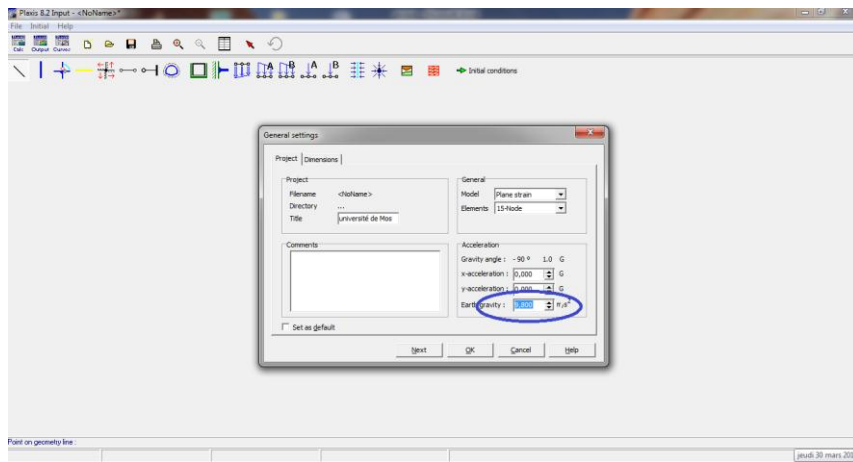 Plaxis 8.2 Input - <NoName>*
File Initial Help
Calc Output Curves
A B A B Initial conditions
General settings
Project Dimensions
Project
Filename <NoName>
Directory ...
Title université de Mos
General
Model Plane strain
Elements 15-Node
Comments
Acceleration
Gravity angle : -90 ° 1.0 G
x-acceleration : 0,000 G
y-acceleration : 0,000 G
Earth gravity : 9,800 m/s²
Set as default
Next OK Cancel Help
Point on geometry line :
jeudi 30 mars 201